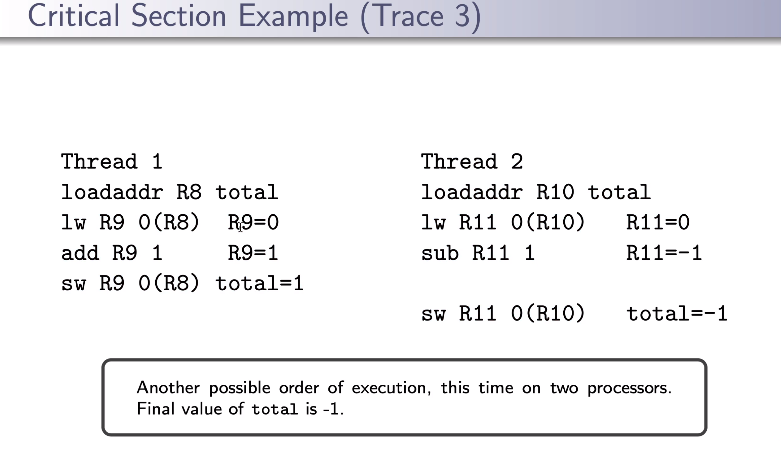 Critical Section Example (Trace 3)
Thread 1
loadaddr R8 total
lw R9 0(R8) R9=0
add R9 1 R9=1
sw R9 0(R8) total=1
Thread 2
loadaddr R10 total
lw R11 0(R10) R11=0
sub R11 1 R11=-1
sw R11 0(R10) total=-1
Another possible order of execution, this time on two processors.
Final value of total is -1.